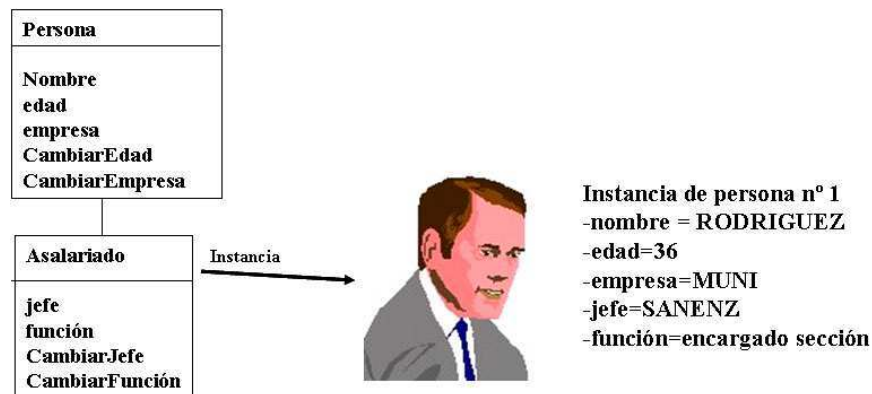 Persona
Nombre
edad
empresa
CambiarEdad
CambiarEmpresa
Asalariado
jefe
función
CambiarJefe
CambiarFunción
Instancia
Instancia de persona nº 1
-nombre = RODRIGUEZ
-edad=36
-empresa=MUNI
-jefe=SANENZ
-función=encargado sección